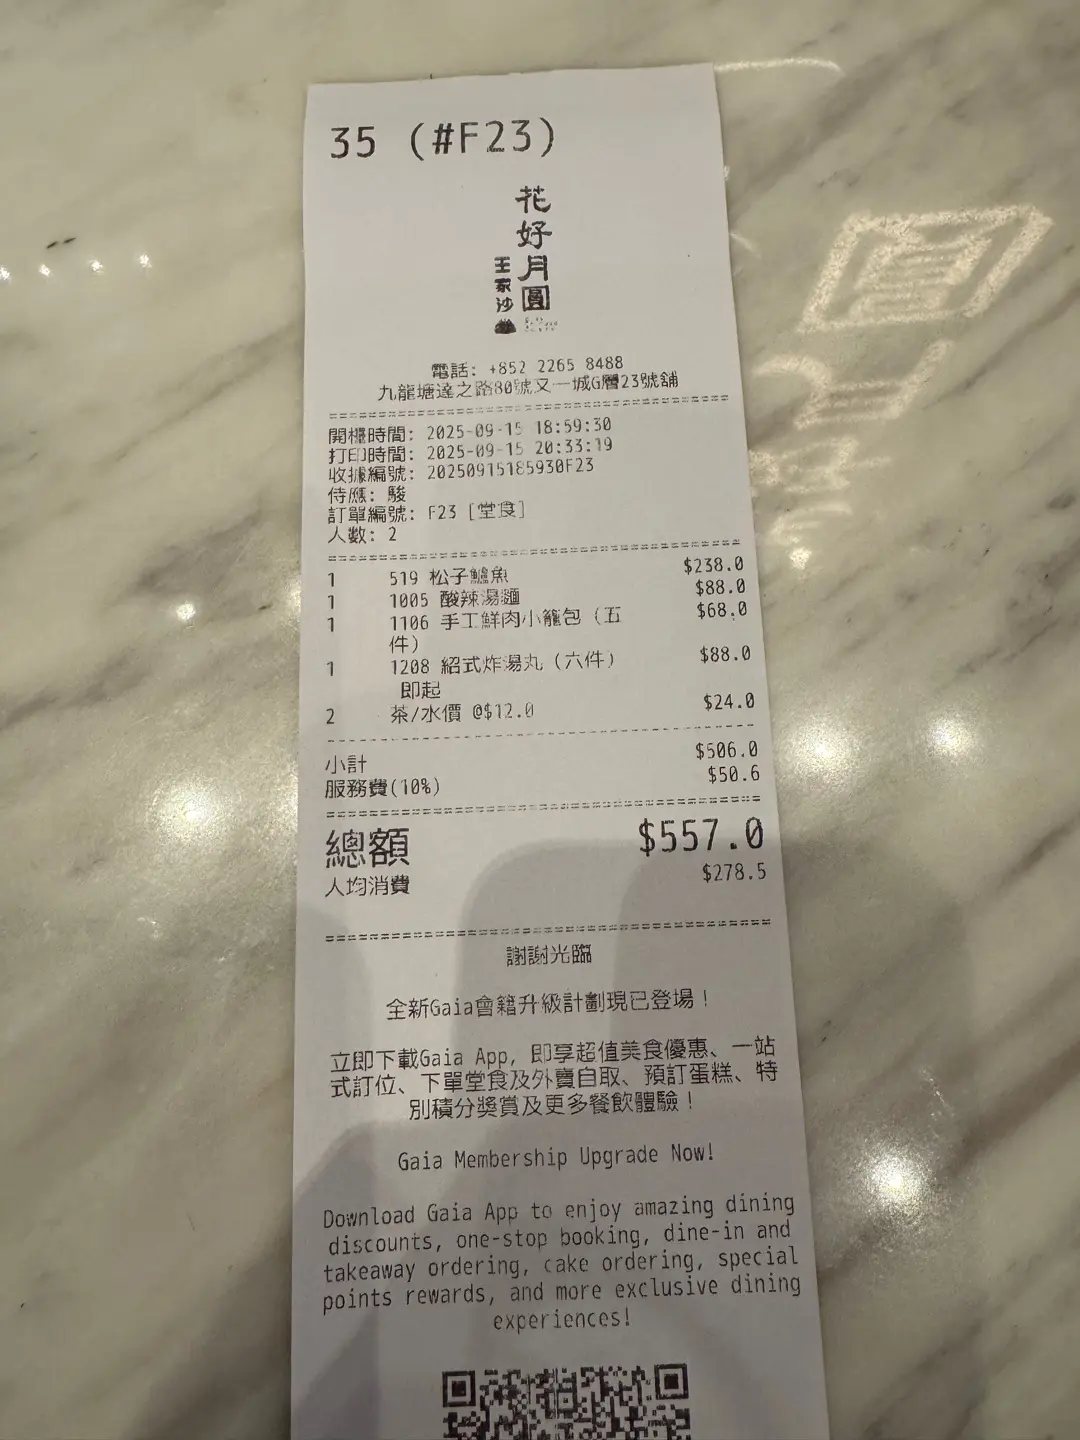 35 (#F23)
花好月圓
王家沙
電話: +852 2265 8488
九龍塘達之路80號又一城G層23號舖
開檯時間: 2025-09-15 18:59:30
打印時間: 2025-09-15 20:33:19
收據編號: 20250915185930F23
侍應: 駿
訂單編號: F23 [堂食]
人數: 2
1 519 松子鱸魚 $238.0
1 1005 酸辣湯麵 $88.0
1 1106 手工鮮肉小籠包（五 $68.0
件）
1 1208 紹式炸湯丸（六件） $88.0
即起
2 茶/水價 @$12.0 $24.0
小計 $506.0
服務費(10%) $50.6
總額 $557.0
人均消費 $278.5
謝謝光臨
全新Gaia會籍升級計劃現已登場！
立即下載Gaia App, 即享超值美食優惠、一站
式訂位、下單堂食及外賣自取、預訂蛋糕、特
別積分獎賞及更多餐飲體驗！
Gaia Membership Upgrade Now!
Download Gaia App to enjoy amazing dining
discounts, one-stop booking, dine-in and
takeaway ordering, cake ordering, special
points rewards, and more exclusive dining
experiences!